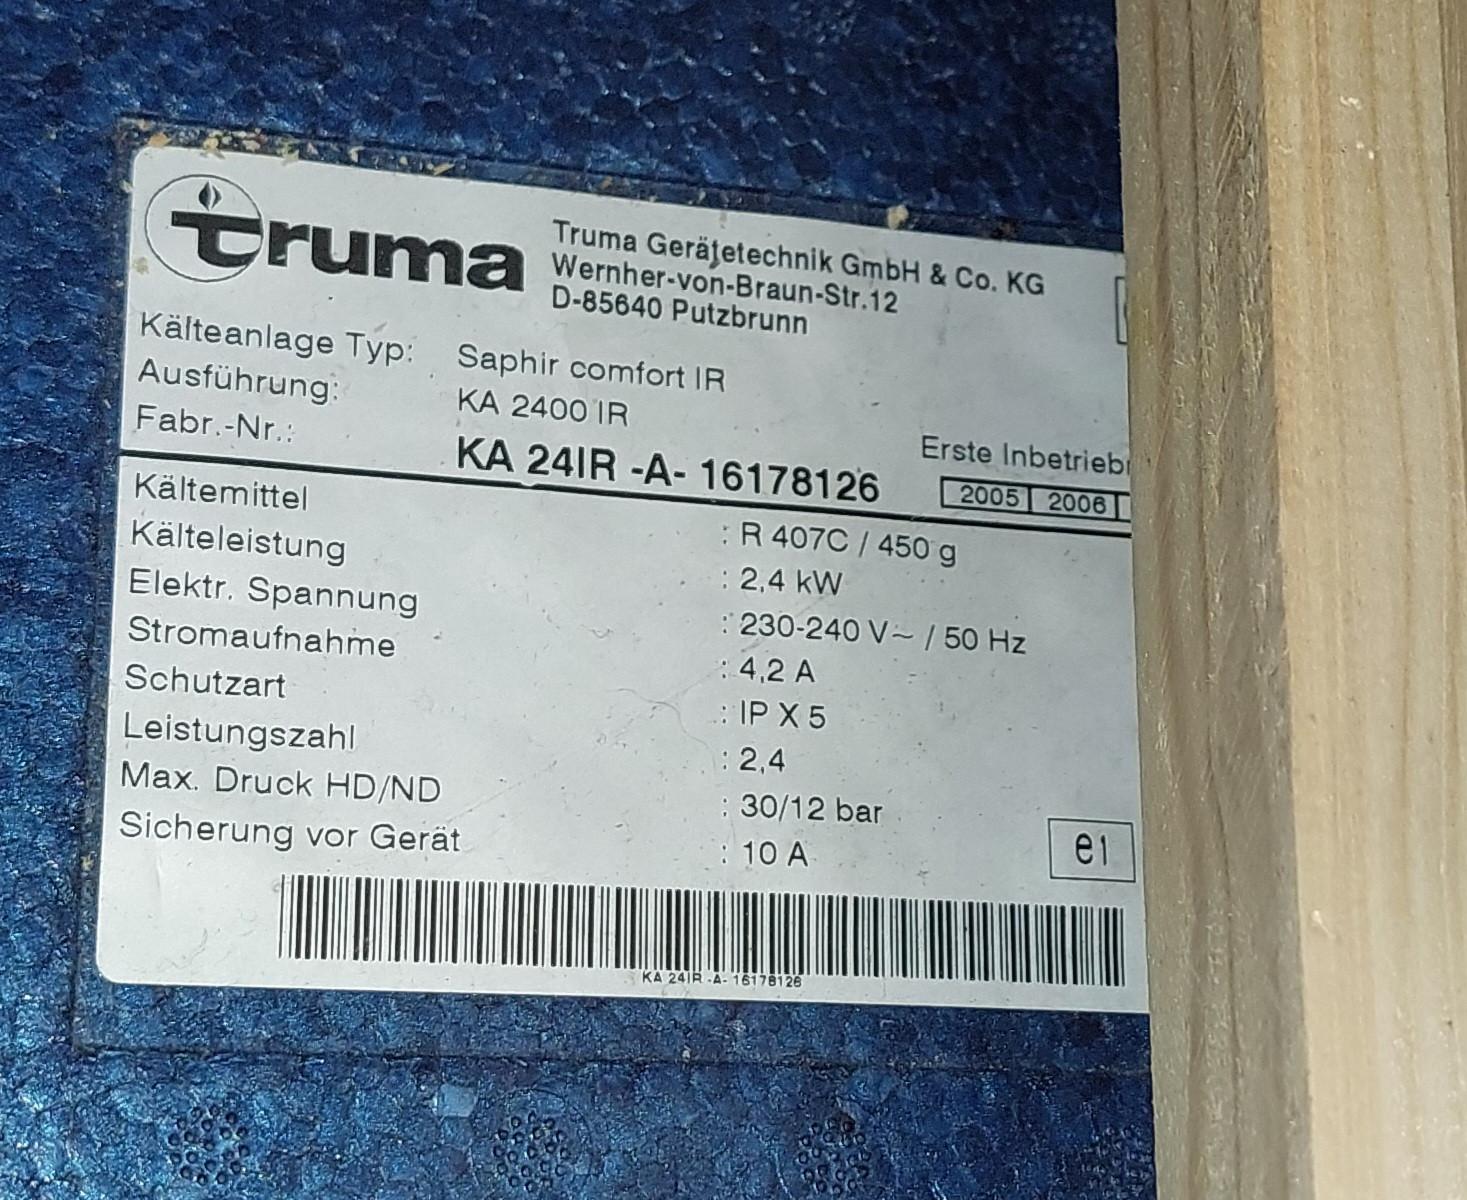 truma
Truma Gerätetechnik GmbH & Co. KG
Wernher-von-Braun-Str.12
D-85640 Putzbrunn
Kälteanlage Typ: Saphir comfort IR
Ausführung: KA 2400 IR
Fabr.-Nr.: KA 24IR -A- 16178126
Erste Inbetrieb
2005 2006
Kältemittel : R 407C / 450 g
Kälteleistung : 2,4 kW
Elektr. Spannung : 230-240 V~ / 50 Hz
Stromaufnahme : 4,2 A
Schutzart : IP X 5
Leistungszahl : 2,4
Max. Druck HD/ND : 30/12 bar
Sicherung vor Gerät : 10 A
e1
KA 24IR -A- 16178126